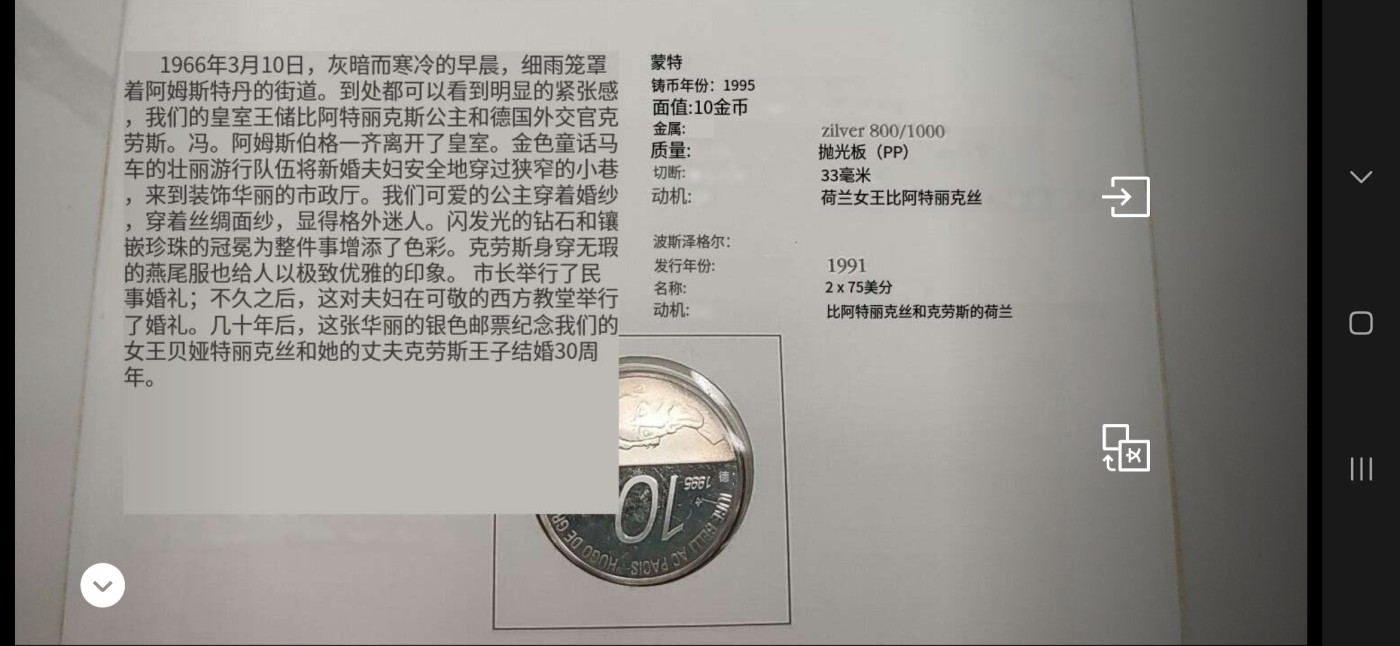 1966年3月10日，灰暗而寒冷的早晨，细雨笼罩
着阿姆斯特丹的街道。到处都可以看到明显的紧张感
，我们的皇室王储比阿特丽克斯公主和德国外交官克
劳斯。冯。阿姆斯伯格一齐离开了皇室。金色童话马
车的壮丽游行队伍将新婚夫妇安全地穿过狭窄的小巷
，来到装饰华丽的市政厅。我们可爱的公主穿着婚纱
，穿着丝绸面纱，显得格外迷人。闪发光的钻石和镶
嵌珍珠的冠冕为整件事增添了色彩。克劳斯身穿无瑕
的燕尾服也给人以极致优雅的印象。 市长举行了民
事婚礼；不久之后，这对夫妇在可敬的西方教堂举行
了婚礼。几十年后，这张华丽的银色邮票纪念我们的
女王贝娅特丽克丝和她的丈夫克劳斯王子结婚30周
年。
蒙特
铸币年份：1995
面值:10金币
金属: zilver 800/1000
质量: 抛光板（PP）
切断: 33毫米
动机: 荷兰女王比阿特丽克丝
波斯泽格尔:
发行年份: 1991
名称: 2 x 75美分
动机: 比阿特丽克丝和克劳斯的荷兰
德
1995
10
IURE BELLI AC PACIS - HUGO DE GR